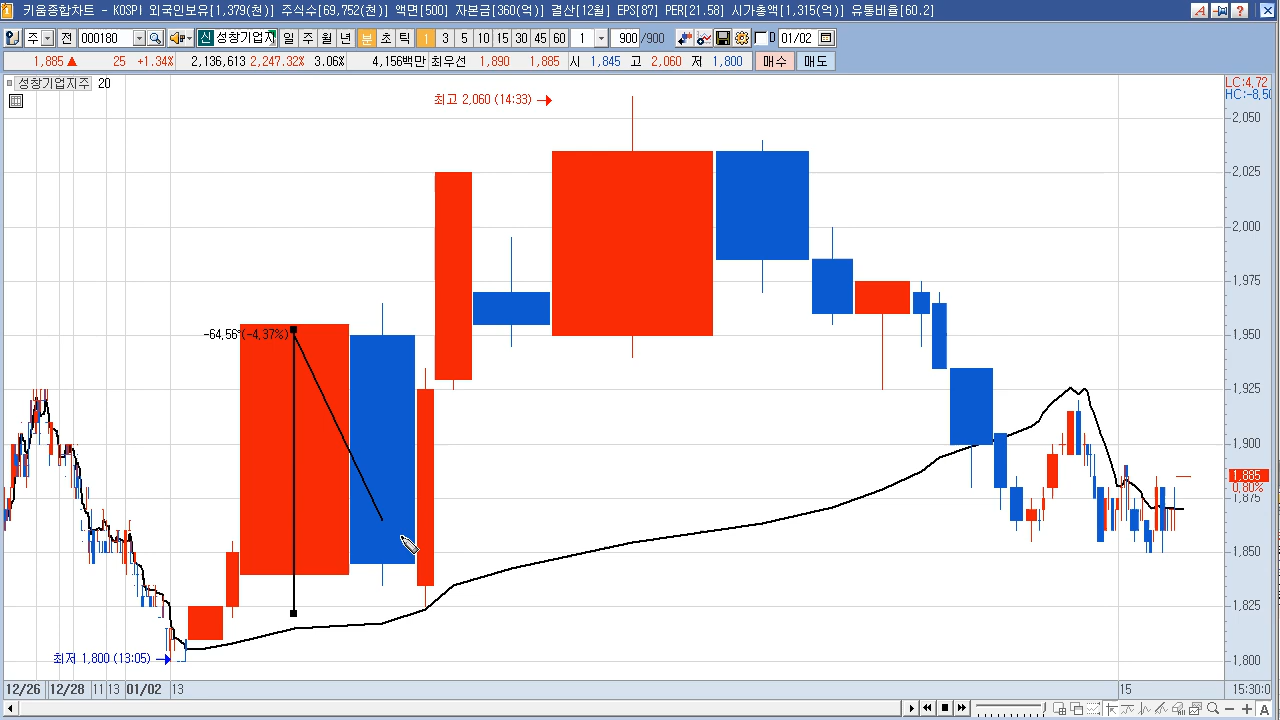 키움종합차트 - KOSPI 외국인보유[1,379(천)] 주식수[69,752(천)] 액면[500] 자본금[360(억)] 결산[12월] EPS[87] PER[21.58] 시가총액[1,315(억)] 유통비율[60.2]
주 전 000180 신 성창기업지 일 주 월 년 분 초 틱 1 3 5 10 15 30 45 60 1 900 /900 D 01/02
1,885 ▲ 25 +1.34% 2,136,613 2,247.32% 3.06% 4,156백만 최우선 1,890 1,885 시 1,845 고 2,060 저 1,800 매수 매도
성창기업지주 20
LC:4,72
HC:-8,50
최고 2,060 (14:33)
2,050
2,025
2,000
1,975
1,950
-64,56°(-4,37%)
1,925
1,900
1,885
0.80%
1,875
1,850
1,825
최저 1,800 (13:05)
1,800
12/26 12/28 11 13 01/02 13 15 15:30:0
A